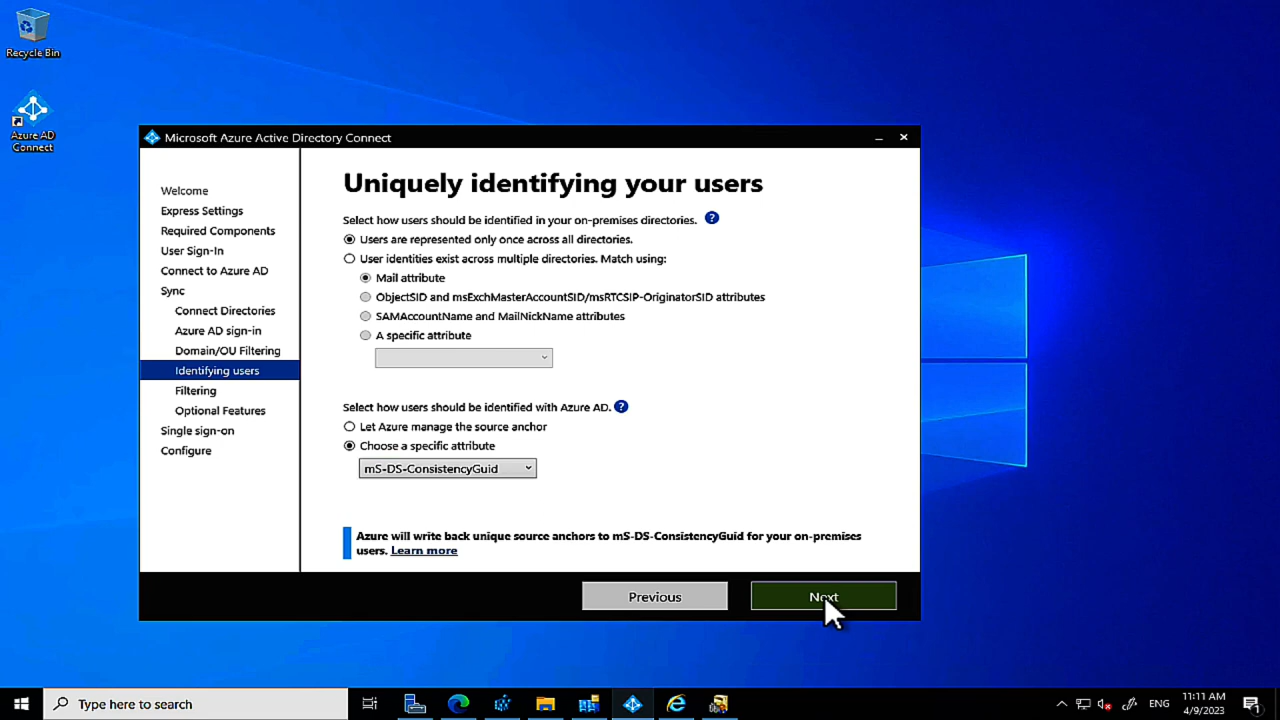 Recycle Bin
Azure AD
Connect
Microsoft Azure Active Directory Connect
Welcome
Express Settings
Required Components
User Sign-In
Connect to Azure AD
Sync
Connect Directories
Azure AD sign-in
Domain/OU Filtering
Identifying users
Filtering
Optional Features
Single sign-on
Configure
Uniquely identifying your users
Select how users should be identified in your on-premises directories. ?
Users are represented only once across all directories.
User identities exist across multiple directories. Match using:
Mail attribute
ObjectSID and msExchMasterAccountSID/msRTCSIP-OriginatorSID attributes
SAMAccountName and MailNickName attributes
A specific attribute
Select how users should be identified with Azure AD. ?
Let Azure manage the source anchor
Choose a specific attribute
mS-DS-ConsistencyGuid
Azure will write back unique source anchors to mS-DS-ConsistencyGuid for your on-premises
users. Learn more
Previous
Next
Type here to search
ENG
11:11 AM
4/9/2023
1